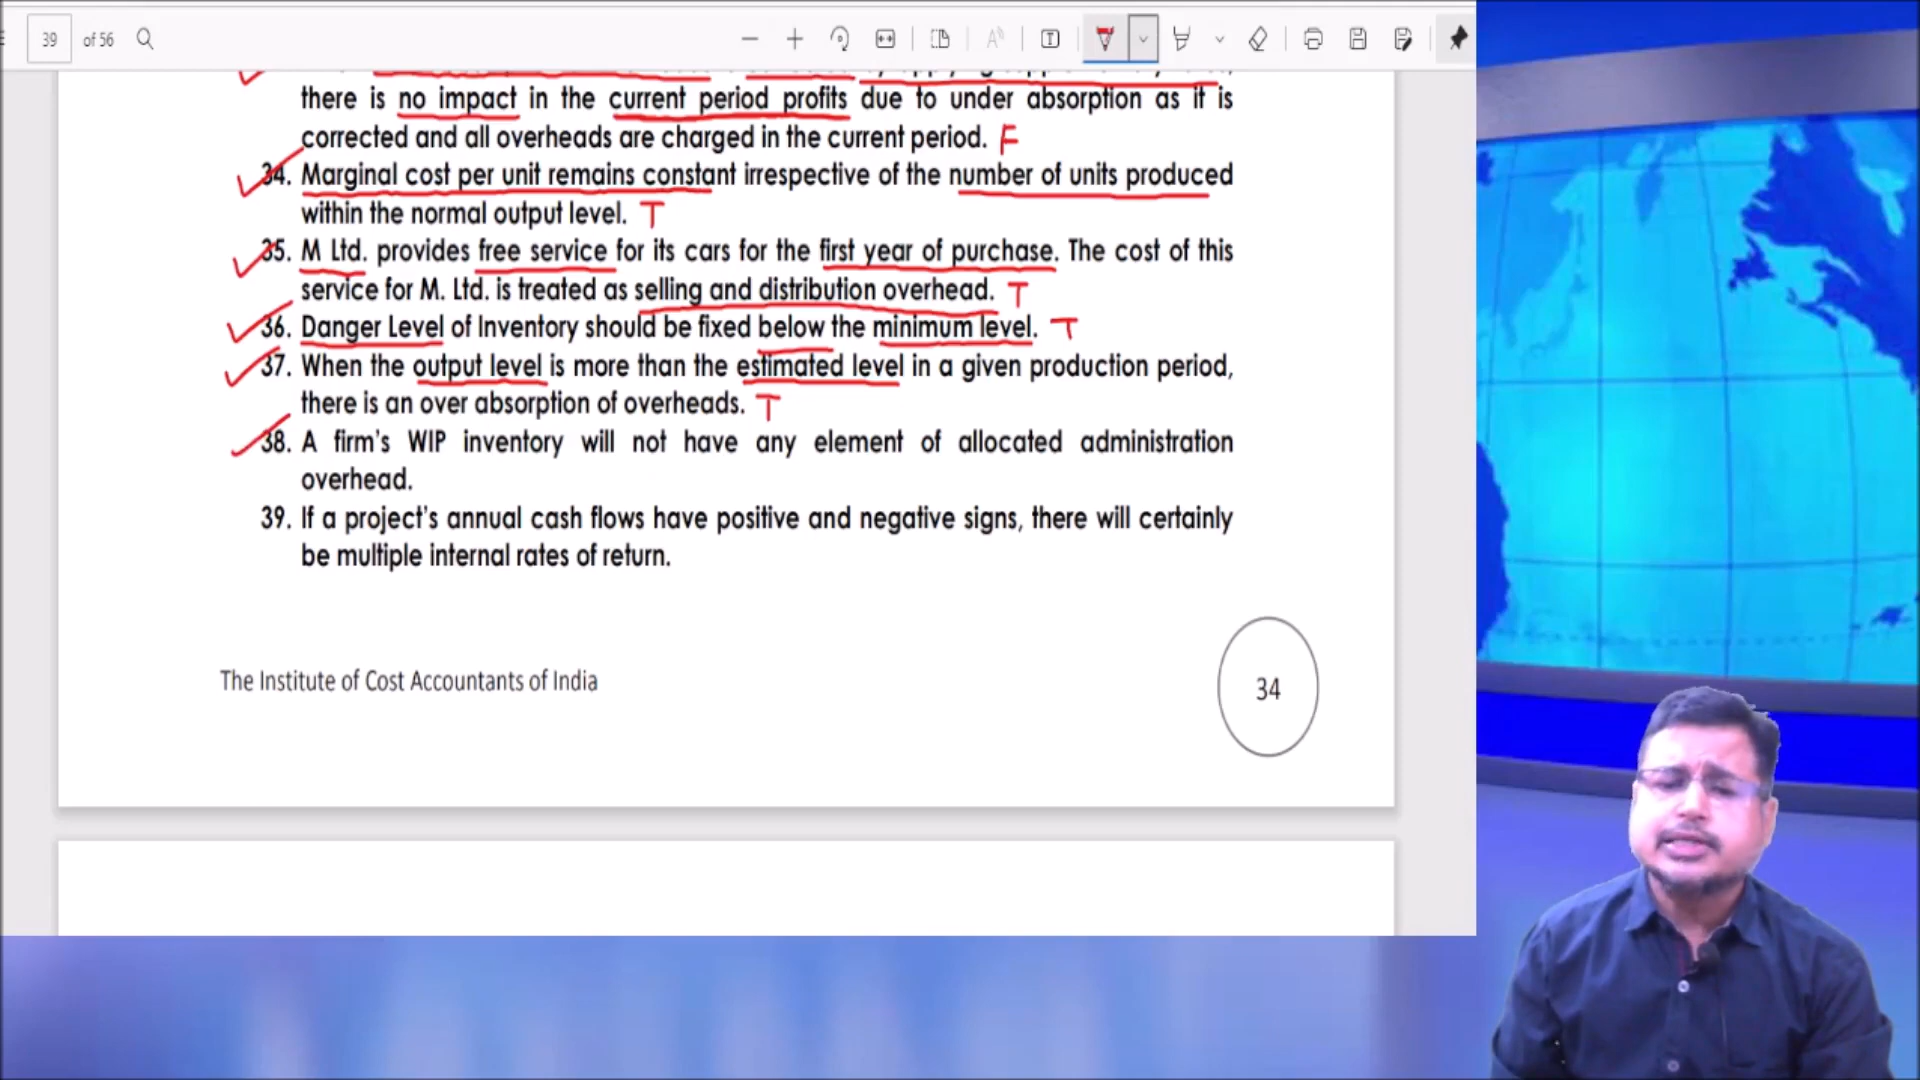 39 of 56
there is no impact in the current period profits due to under absorption as it is
corrected and all overheads are charged in the current period. F
34. Marginal cost per unit remains constant irrespective of the number of units produced
within the normal output level. T
35. M Ltd. provides free service for its cars for the first year of purchase. The cost of this
service for M. Ltd. is treated as selling and distribution overhead. T
36. Danger Level of Inventory should be fixed below the minimum level. T
37. When the output level is more than the estimated level in a given production period,
there is an over absorption of overheads. T
38. A firm's WIP inventory will not have any element of allocated administration
overhead.
39. If a project's annual cash flows have positive and negative signs, there will certainly
be multiple internal rates of return.
The Institute of Cost Accountants of India
34